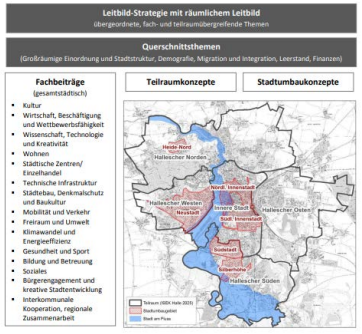 Leitbild-Strategie mit räumlichem Leitbild
übergeordnete, fach- und teilraumübergreifende Themen
Querschnittsthemen
(Großräumige Einordnung und Stadtstruktur, Demografie, Migration und Integration, Leerstand, Finanzen)
Fachbeiträge
(gesamtstädtisch)
Kultur
Wirtschaft, Beschäftigung
und Wettbewerbsfähigkeit
Wissenschaft, Technologie
und Kreativität
Wohnen
Städtische Zentren/
Einzelhandel
Technische Infrastruktur
Städtebau, Denkmalschutz
und Baukultur
Mobilität und Verkehr
Freiraum und Umwelt
Klimawandel und
Energieeffizienz
Gesundheit und Sport
Bildung und Betreuung
Soziales
Bürgerengagement und
kreative Stadtentwicklung
Interkommunale
Kooperation, regionale
Zusammenarbeit
Teilraumkonzepte
Stadtumbaukonzepte
Heide-Nord
Hallescher Norden
Nördl. Innenstadt
Hallescher Westen
Innere Stadt
Neustadt
Hallescher Osten
Südl. Innenstadt
Südstadt
Silberhöhe
Hallescher Süden
Teilraum (ISEK Halle 2025)
Stadtumbaugebiet
Stadt am Fluss